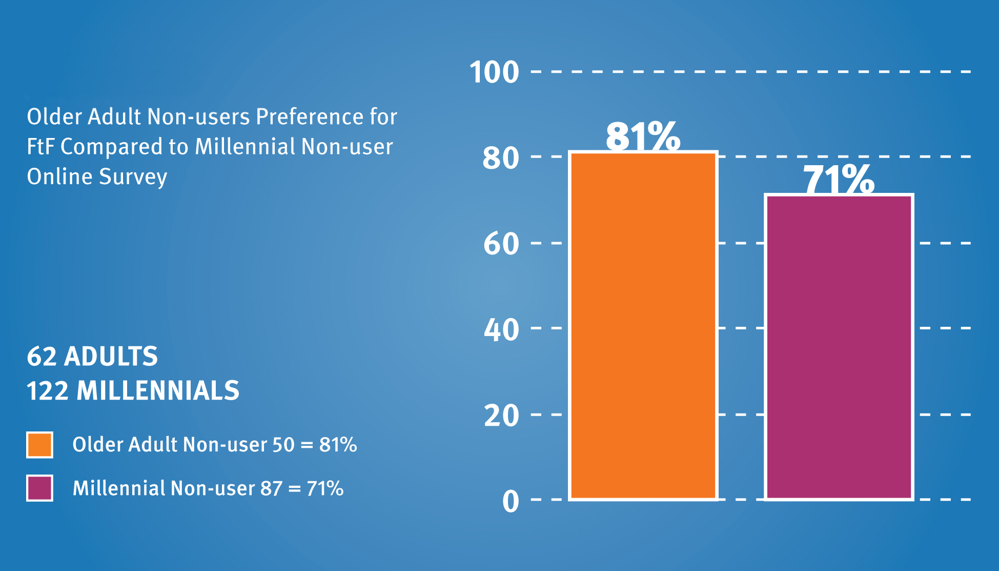 Older Adult Non-users Preference for
FtF Compared to Millennial Non-user
Online Survey
62 ADULTS
122 MILLENNIALS
Older Adult Non-user 50 = 81%
Millennial Non-user 87 = 71%
100
80
60
40
20
0
81%
71%